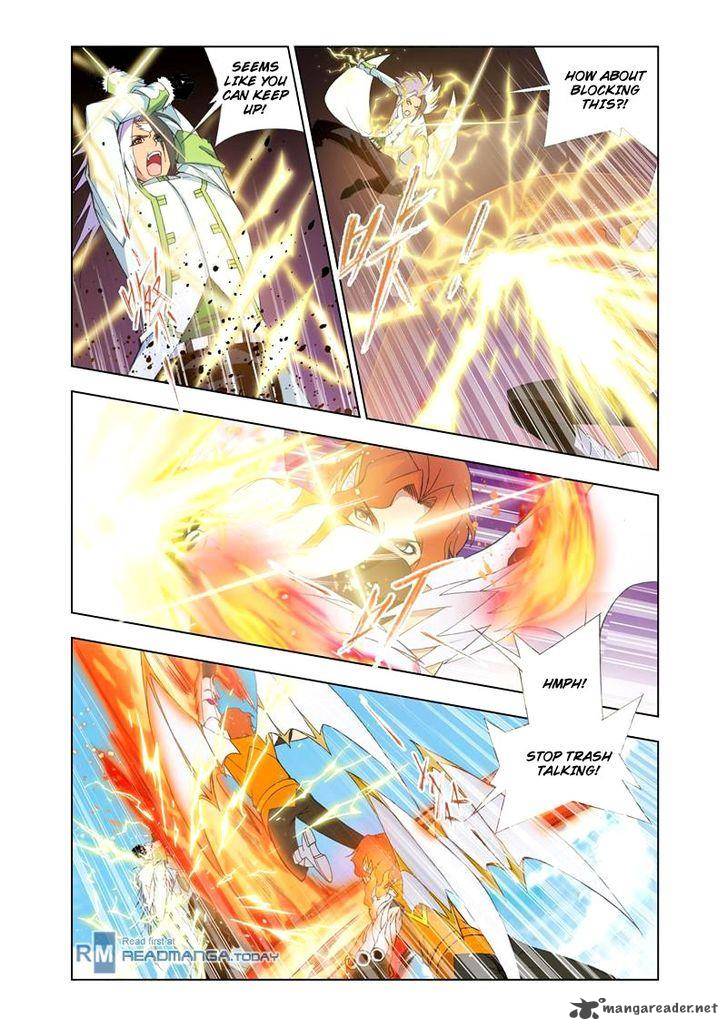 SEEMS
LIKE YOU
CAN KEEP
UP!
HOW ABOUT
BLOCKING
THIS?!
HMPH!
STOP TRASH
TALKING!
RM
Read first at
READMANGA.TODAY
mangareader.net